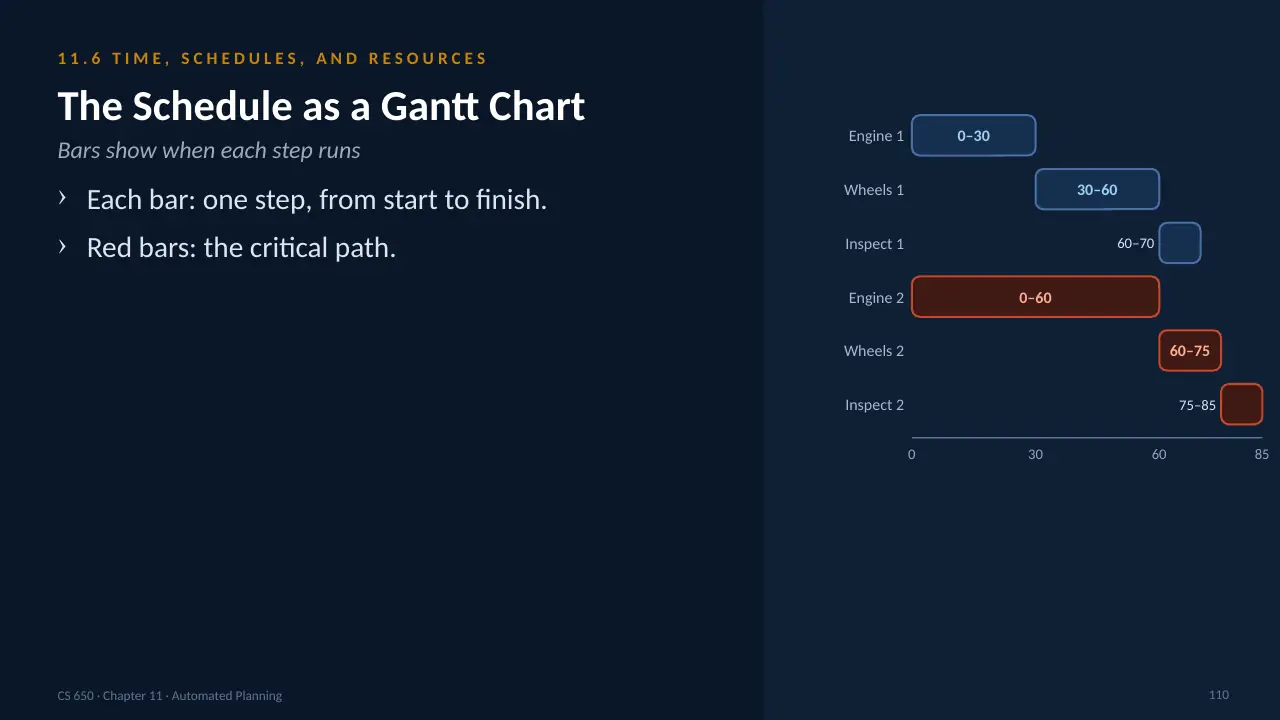 11.6 TIME, SCHEDULES, AND RESOURCES
The Schedule as a Gantt Chart
Bars show when each step runs
› Each bar: one step, from start to finish.
› Red bars: the critical path.
Engine 1 0–30
Wheels 1 30–60
Inspect 1 60–70
Engine 2 0–60
Wheels 2 60–75
Inspect 2 75–85
0 30 60 85
CS 650 · Chapter 11 · Automated Planning
110